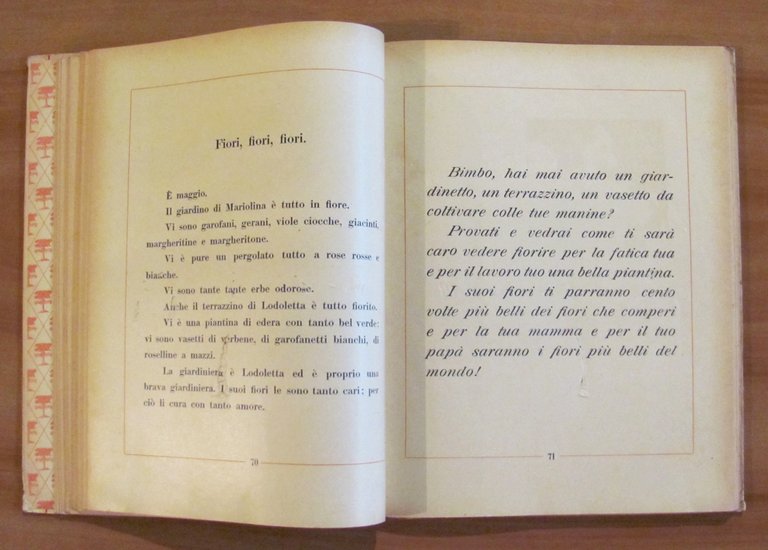 Fiori, fiori, fiori.
È maggio.
Il giardino di Mariolina è tutto in fiore.
Vi sono garofani, gerani, viole ciocche, giacinti,
margheritine e margheritone.
Vi è pure un pergolato tutto a rose rosse e
bianche.
Vi sono tante tante erbe odorose.
Anche il terrazzino di Lodoletta è tutto fiorito.
Vi è una piantina di edera con tanto bel verde;
vi sono vasetti di verbene, di garofanetti bianchi, di
roselline a mazzi.
La giardiniera è Lodoletta ed è proprio una
brava giardiniera. I suoi fiori le sono tanto cari; per
ciò li cura con tanto amore.
70
Bimbo, hai mai avuto un giar-
dinetto, un terrazzino, un vasetto da
coltivare colle tue manine?
Provati e vedrai come ti sarà
caro vedere fiorire per la fatica tua
e per il lavoro tuo una bella piantina.
I suoi fiori ti parranno cento
volte più belli dei fiori che comperi
e per la tua mamma e per il tuo
papà saranno i fiori più belli del
mondo!
71